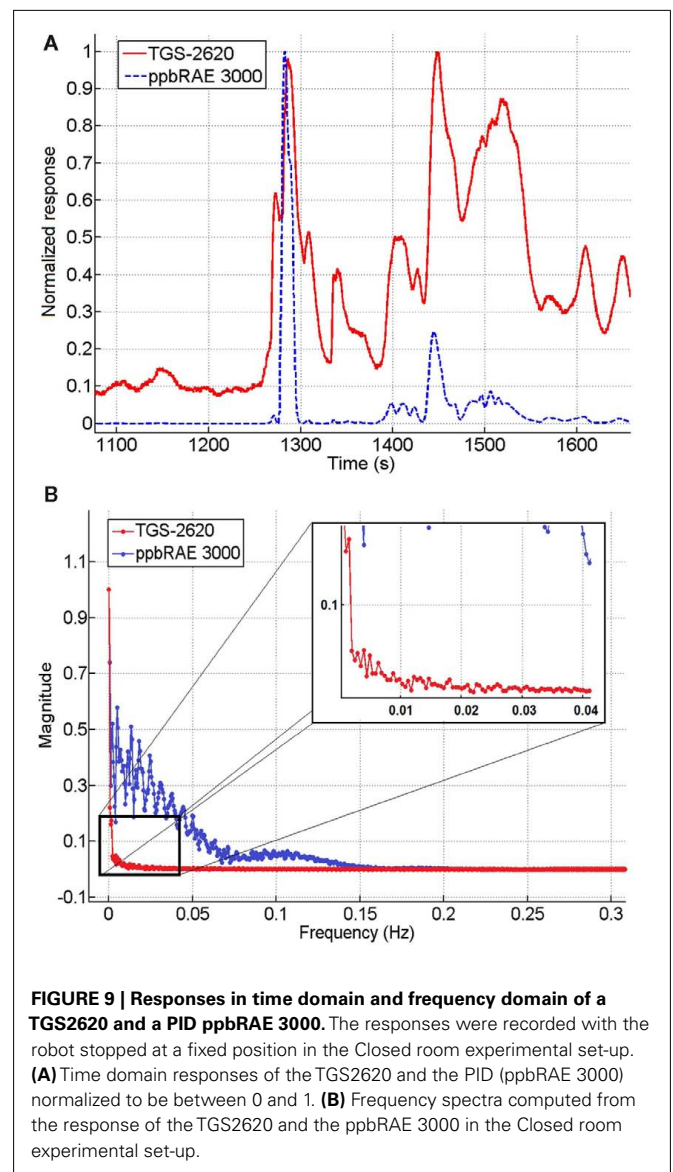 A
TGS-2620
ppbRAE 3000
Normalized response
1
0.9
0.8
0.7
0.6
0.5
0.4
0.3
0.2
0.1
0
1100 1200 1300 1400 1500 1600
Time (s)
B
TGS-2620
ppbRAE 3000
Magnitude
1.1
0.9
0.7
0.5
0.3
0.1
-0.1
0.1
0.01 0.02 0.03 0.04
0 0.05 0.1 0.15 0.2 0.25 0.3
Frequency (Hz)
FIGURE 9 | Responses in time domain and frequency domain of a
TGS2620 and a PID ppbRAE 3000. The responses were recorded with the
robot stopped at a fixed position in the Closed room experimental set-up.
(A) Time domain responses of the TGS2620 and the PID (ppbRAE 3000)
normalized to be between 0 and 1. (B) Frequency spectra computed from
the response of the TGS2620 and the ppbRAE 3000 in the Closed room
experimental set-up.